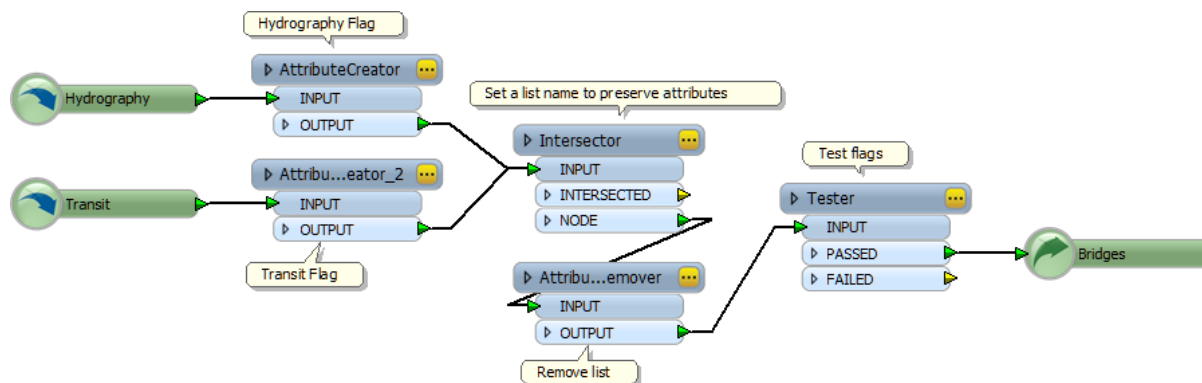 Hydrography Flag
AttributeCreator
Hydrography
INPUT
OUTPUT
Set a list name to preserve attributes
Intersector
INPUT
INTERSECTED
NODE
Attribu...eator_2
Transit
INPUT
OUTPUT
Transit Flag
Test flags
Tester
INPUT
PASSED
FAILED
Bridges
Attribu...emover
INPUT
OUTPUT
Remove list